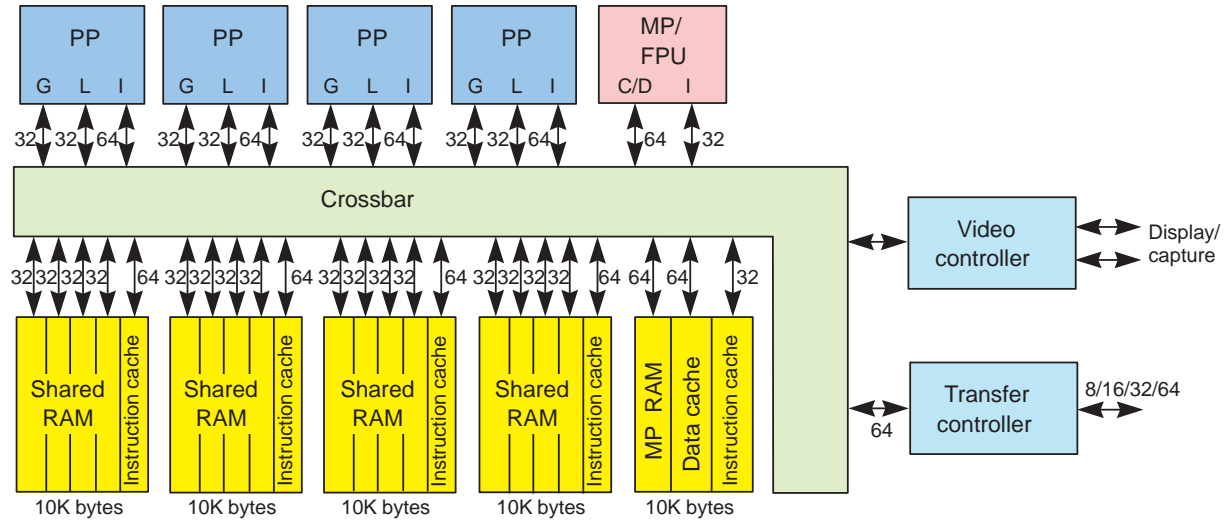 PP
PP
PP
PP
MP/
FPU
G L I
G L I
G L I
G L I
C/D I
32 32 64
32 32 64
32 32 64
32 32 64
64 32
Crossbar
Video
controller
Display/
capture
32 32 32 32 64
32 32 32 32 64
32 32 32 32 64
32 32 32 32 64
64 64 32
Shared
RAM
Instruction cache
Shared
RAM
Instruction cache
Shared
RAM
Instruction cache
Shared
RAM
Instruction cache
MP RAM
Data cache
Instruction cache
64
Transfer
controller
8/16/32/64
10K bytes
10K bytes
10K bytes
10K bytes
10K bytes